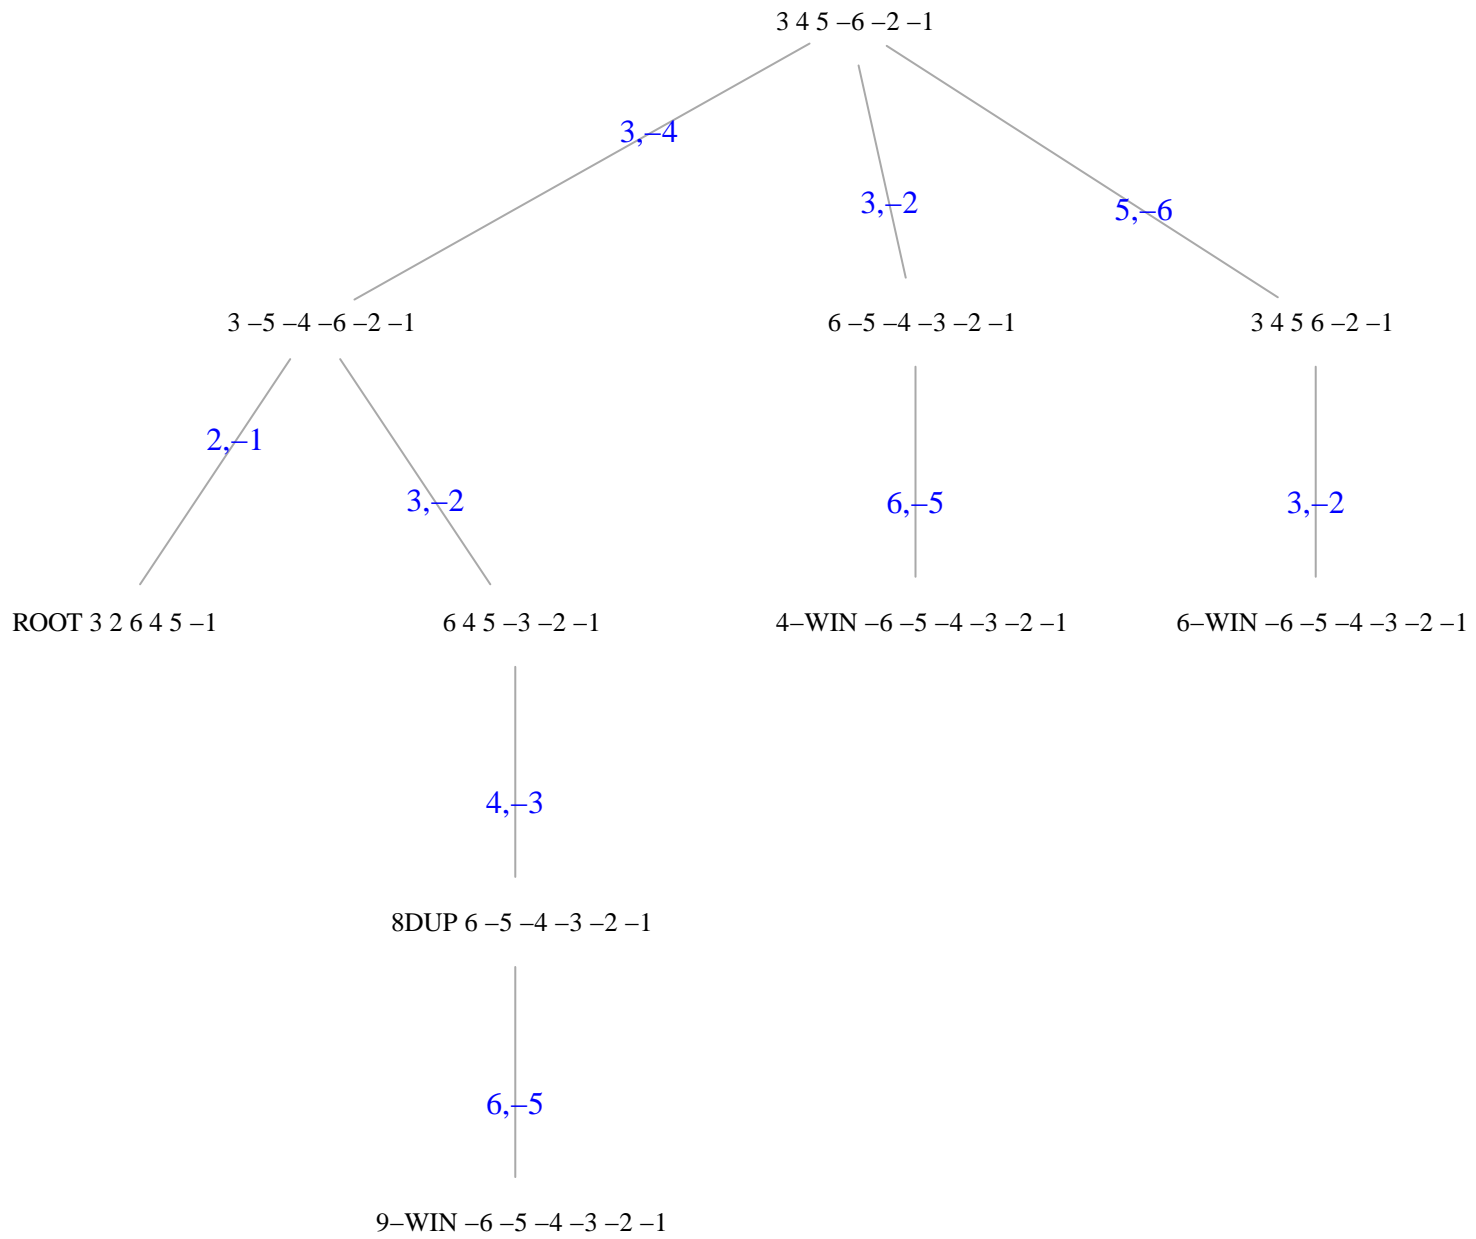 3 4 5 –6 –2 –1
3,–4
3,–2
5,–6
3 –5 –4 –6 –2 –1
6 –5 –4 –3 –2 –1
3 4 5 6 –2 –1
2,–1
3,–2
6,–5
3,–2
ROOT 3 2 6 4 5 –1
6 4 5 –3 –2 –1
4–WIN –6 –5 –4 –3 –2 –1
6–WIN –6 –5 –4 –3 –2 –1
4,–3
8DUP 6 –5 –4 –3 –2 –1
6,–5
9–WIN –6 –5 –4 –3 –2 –1